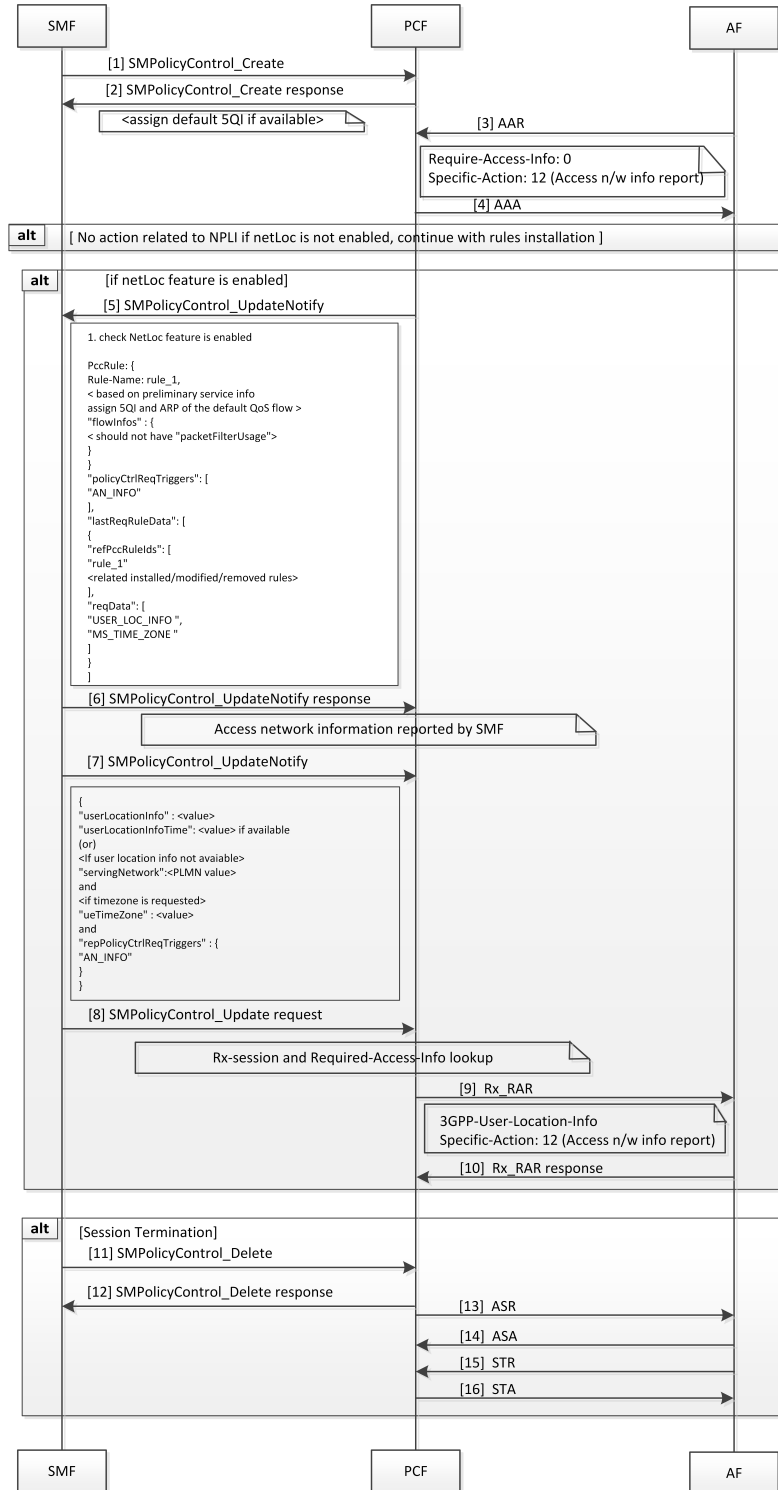 SMF
PCF
AF
[1] SMPolicyControl_Create
[2] SMPolicyControl_Create response
<assign default 5QI if available>
[3] AAR
Require-Access-Info: 0
Specific-Action: 12 (Access n/w info report)
[4] AAA
alt
[ No action related to NPLI if netLoc is not enabled, continue with rules installation ]
alt
[if netLoc feature is enabled]
[5] SMPolicyControl_UpdateNotify
1. check NetLoc feature is enabled
PccRule: {
Rule-Name: rule_1,
< based on preliminary service info
assign 5QI and ARP of the default QoS flow >
"flowInfos" : {
< should not have "packetFilterUsage">
}
}
"policyCtrlReqTriggers": [
"AN_INFO"
],
"lastReqRuleData": [
{
"refPccRuleIds": [
"rule_1"
<related installed/modified/removed rules>
],
"reqData": [
"USER_LOC_INFO ",
"MS_TIME_ZONE "
]
}
]
[6] SMPolicyControl_UpdateNotify response
Access network information reported by SMF
[7] SMPolicyControl_UpdateNotify
{
"userLocationInfo" : <value>
"userLocationInfoTime": <value> if available
(or)
<If user location info not avaiable>
"servingNetwork":<PLMN value>
and
<if timezone is requested>
"ueTimeZone" : <value>
and
"repPolicyCtrlReqTriggers" : {
"AN_INFO"
}
}
[8] SMPolicyControl_Update request
Rx-session and Required-Access-Info lookup
[9] Rx_RAR
3GPP-User-Location-Info
Specific-Action: 12 (Access n/w info report)
[10] Rx_RAR response
alt
[Session Termination]
[11] SMPolicyControl_Delete
[12] SMPolicyControl_Delete response
[13] ASR
[14] ASA
[15] STR
[16] STA
SMF
PCF
AF